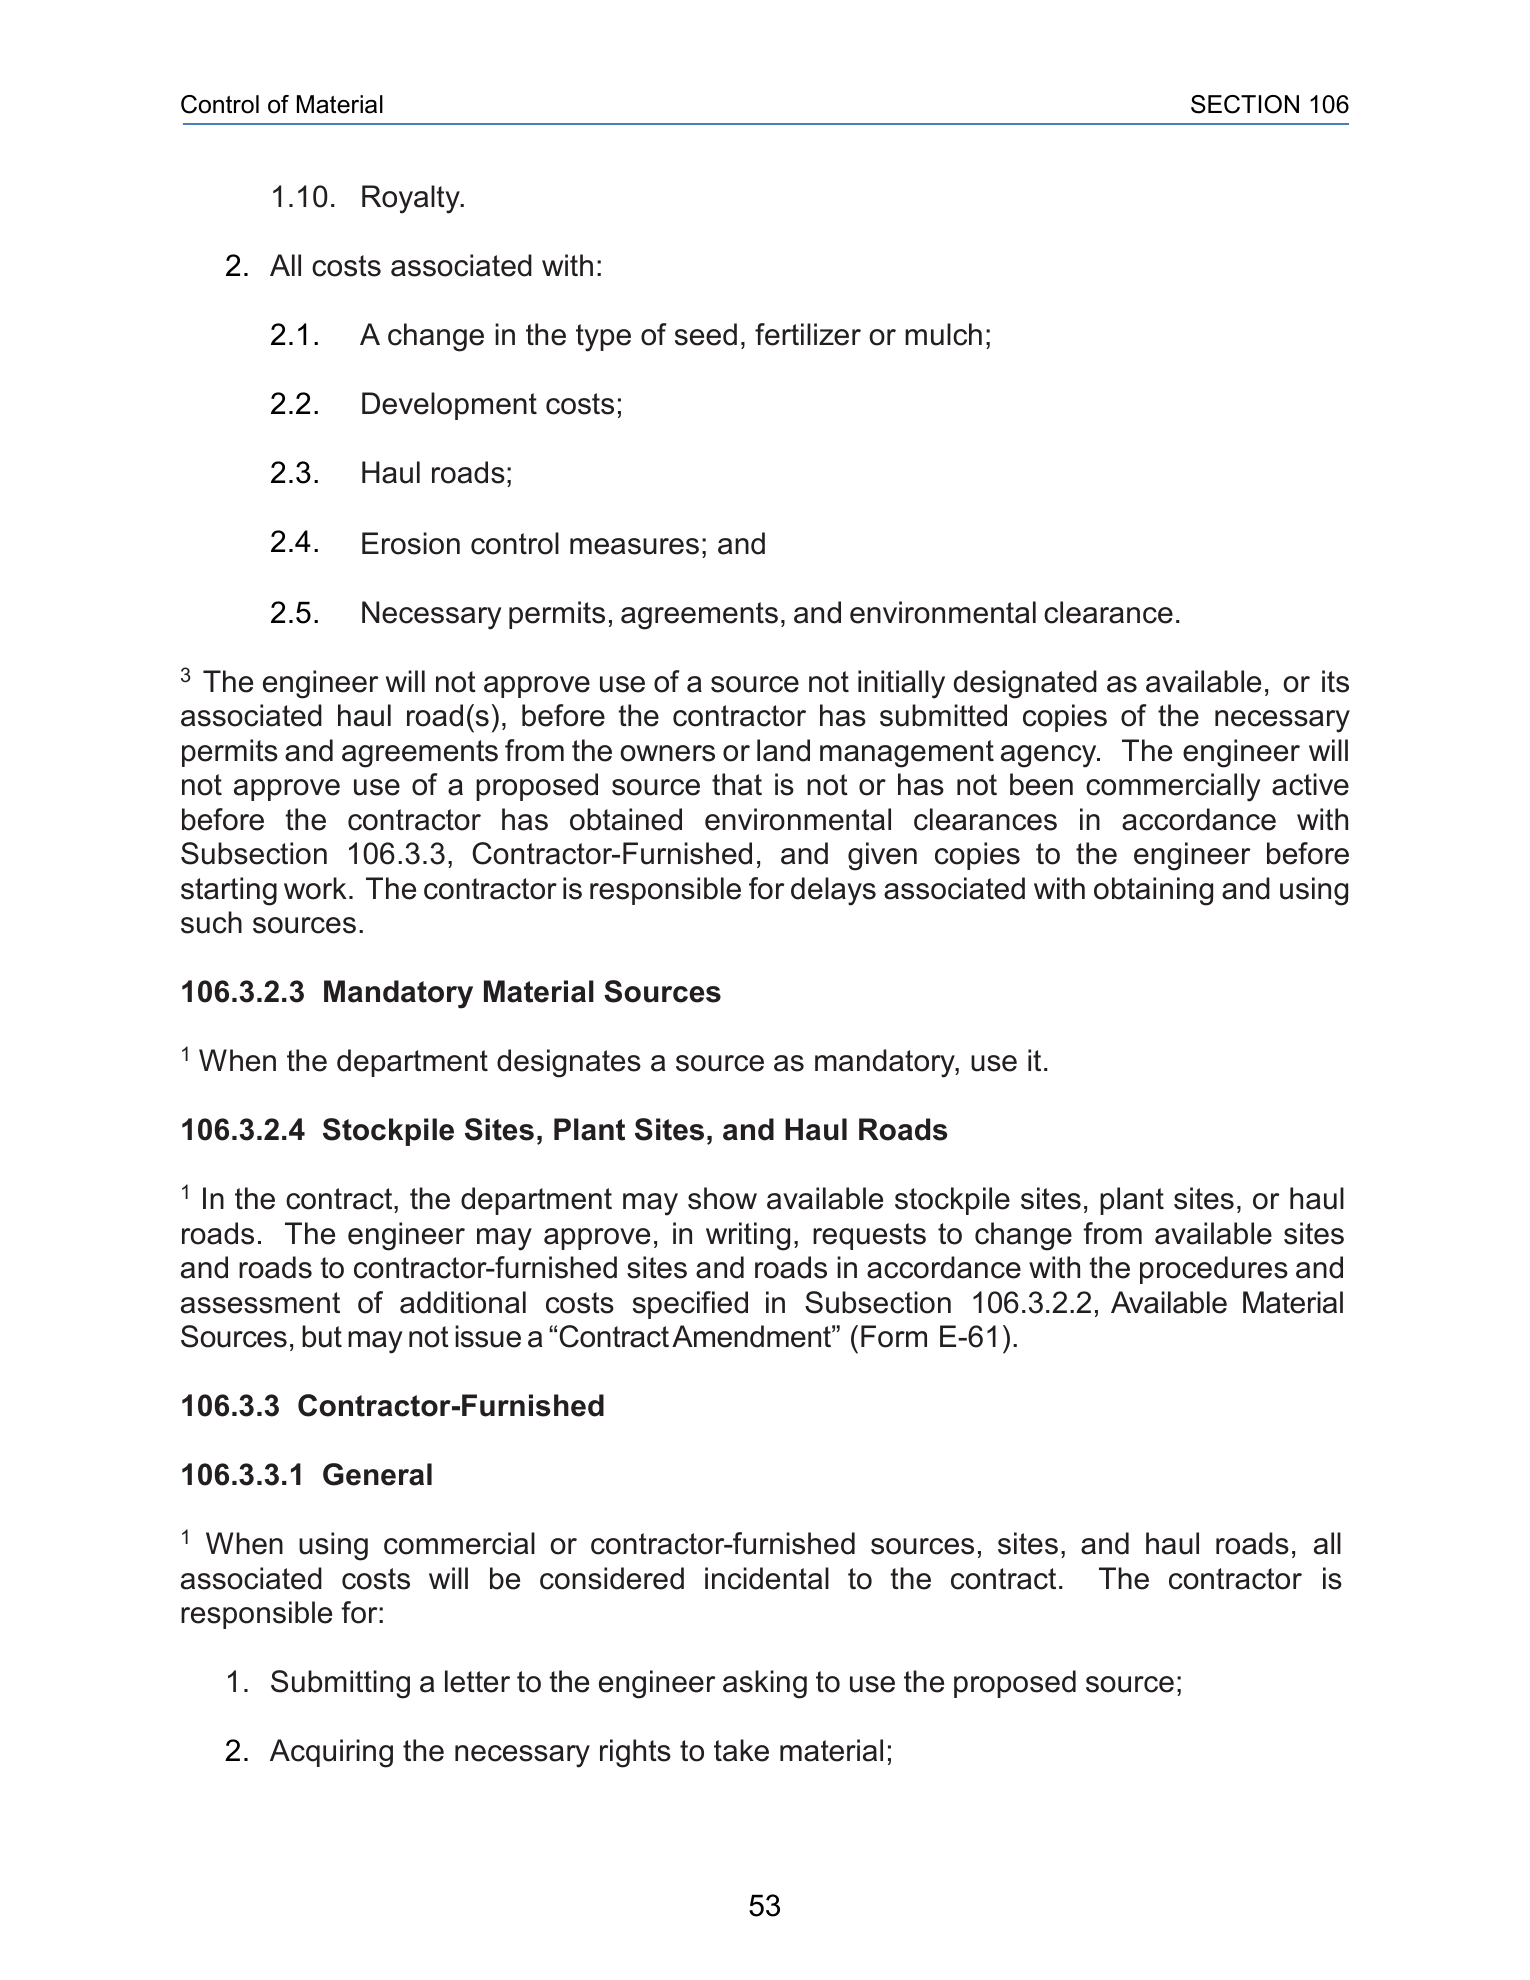 Control of Material SECTION 106
1.10. Royalty.
2. All costs associated with:
2.1. A change in the type of seed, fertilizer or mulch;
2.2. Development costs;
2.3. Haul roads;
2.4. Erosion control measures; and
2.5. Necessary permits, agreements, and environmental clearance.
3 The engineer will not approve use of a source not initially designated as available, or its
associated haul road(s), before the contractor has submitted copies of the necessary
permits and agreements from the owners or land management agency. The engineer will
not approve use of a proposed source that is not or has not been commercially active
before the contractor has obtained environmental clearances in accordance with
Subsection 106.3.3, Contractor-Furnished, and given copies to the engineer before
starting work. The contractor is responsible for delays associated with obtaining and using
such sources.
106.3.2.3 Mandatory Material Sources
1 When the department designates a source as mandatory, use it.
106.3.2.4 Stockpile Sites, Plant Sites, and Haul Roads
1 In the contract, the department may show available stockpile sites, plant sites, or haul
roads. The engineer may approve, in writing, requests to change from available sites
and roads to contractor-furnished sites and roads in accordance with the procedures and
assessment of additional costs specified in Subsection 106.3.2.2, Available Material
Sources, but may not issue a “Contract Amendment” (Form E-61).
106.3.3 Contractor-Furnished
106.3.3.1 General
1 When using commercial or contractor-furnished sources, sites, and haul roads, all
associated costs will be considered incidental to the contract. The contractor is
responsible for:
1. Submitting a letter to the engineer asking to use the proposed source;
2. Acquiring the necessary rights to take material;
53